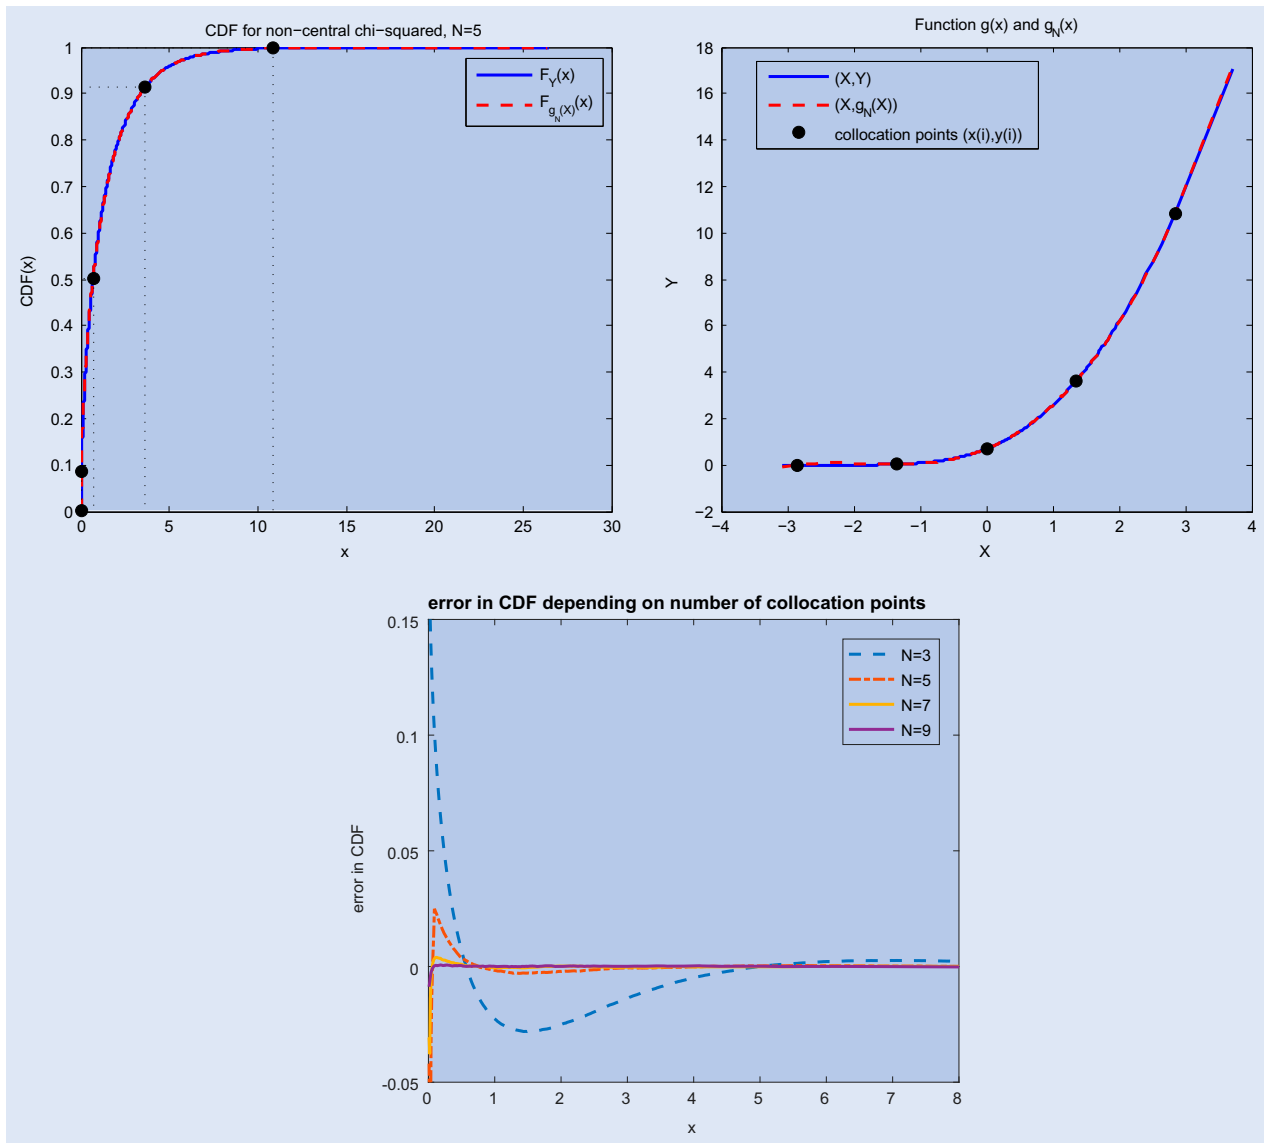 CDF for non−central chi−squared, N=5
1
0.9
0.8
0.7
0.6
0.5
0.4
0.3
0.2
0.1
0
CDF(x)
F_Y(x)
F_{g_N(X)}(x)
0 5 10 15 20 25 30
x
Function g(x) and g_N(x)
18
16
14
12
10
8
6
4
2
0
−2
Y
(X,Y)
(X,g_N(X))
collocation points (x(i),y(i))
−4 −3 −2 −1 0 1 2 3 4
X
error in CDF depending on number of collocation points
0.15
0.1
0.05
0
-0.05
error in CDF
N=3
N=5
N=7
N=9
0 1 2 3 4 5 6 7 8
x